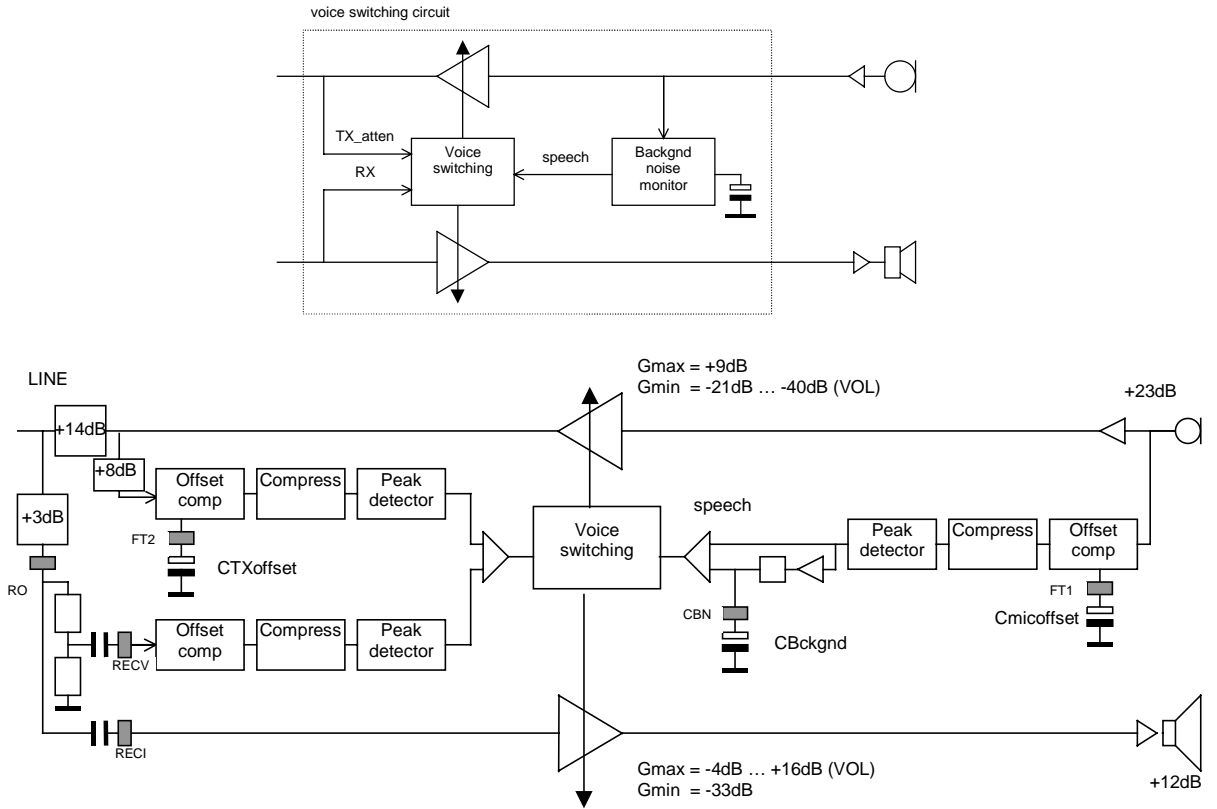 voice switching circuit
TX_atten
RX
Voice
switching
speech
Backgnd
noise
monitor
Gmax = +9dB
Gmin = -21dB ... -40dB (VOL)
LINE
+23dB
+14dB
+8dB
Offset
comp
Compress
Peak
detector
+3dB
FT2
CTXoffset
RO
Voice
switching
speech
Peak
detector
Compress
Offset
comp
FT1
Cmicoffset
CBN
CBckgnd
Offset
comp
Compress
Peak
detector
RECV
RECI
Gmax = -4dB ... +16dB (VOL)
Gmin = -33dB
+12dB